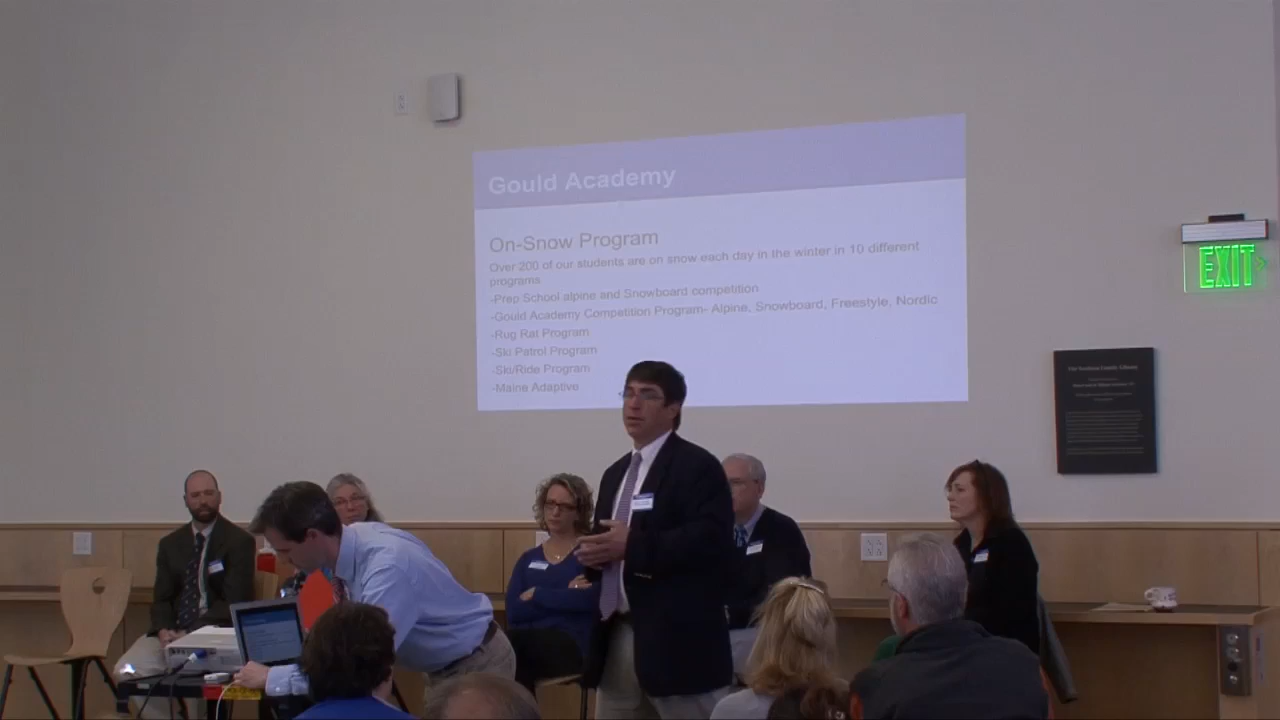 Gould Academy
On-Snow Program
Over 200 of our students are on snow each day in the winter in 10 different
programs
-Prep School alpine and Snowboard competition
-Gould Academy Competition Program- Alpine, Snowboard, Freestyle, Nordic
-Rug Rat Program
-Ski Patrol Program
-Ski/Ride Program
-Maine Adaptive
EXIT